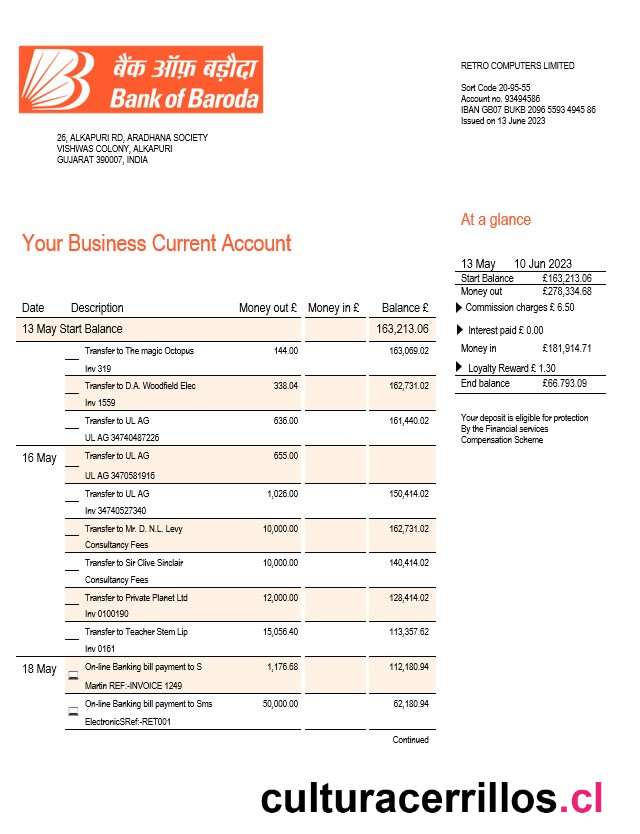 बैंक ऑफ़ बड़ौदा
Bank of Baroda
RETRO COMPUTERS LIMITED
Sort Code 20-95-55
Account no. 93494586
IBAN GB07 BUKB 2096 5593 4945 86
Issued on 13 June 2023
26, ALKAPURI RD, ARADHANA SOCIETY
VISHWAS COLONY, ALKAPURI
GUJARAT 390007, INDIA
At a glance
Your Business Current Account
13 May 10 Jun 2023
Start Balance £163,213.06
Money out £278,334.68
Commission charges £ 6.50
Interest paid £ 0.00
Money in £181,914.71
Loyalty Reward £ 1.30
End balance £66.793.09
Your deposit is eligible for protection
By the Financial services
Compensation Scheme
Date Description Money out £ Money in £ Balance £
13 May Start Balance 163,213.06
Transfer to The magic Octopus 144.00 163,069.02
Inv 319
Transfer to D.A. Woodfield Elec 338.04 162,731.02
Inv 1559
Transfer to UL AG 636.00 161,440.02
UL AG 34740487226
16 May Transfer to UL AG 655.00
UL AG 3470581916
Transfer to UL AG 1,026.00 150,414.02
Inv 34740527340
Transfer to Mr. D. N.L. Levy 10,000.00 162,731.02
Consultancy Fees
Transfer to Sir Clive Sinclair 10,000.00 140,414.02
Consultancy Fees
Transfer to Private Planet Ltd 12,000.00 128,414.02
Inv 0100190
Transfer to Teacher Stem Lip 15,056.40 113,357.62
Inv 0161
18 May On-line Banking bill payment to S 1,176.68 112,180.94
Martin REF:-INVOICE 1249
On-line Banking bill payment to Sms 50,000.00 62,180.94
ElectronicSRef:-RET001
Continued
culturacerrillos.cl